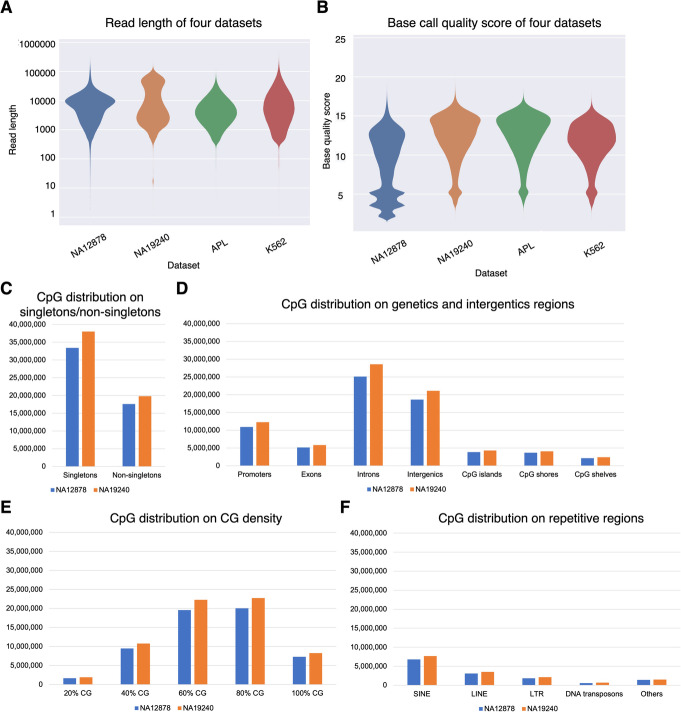 A
Read length of four datasets
1000000
100000
10000
1000
100
10
1
Read length
NA12878
NA19240
APL
K562
Dataset
B
Base call quality score of four datasets
25
20
15
10
5
Base quality score
NA12878
NA19240
APL
K562
Dataset
C
CpG distribution on
singletons/non-singletons
40,000,000
35,000,000
30,000,000
25,000,000
20,000,000
15,000,000
10,000,000
5,000,000
0
Singletons Non-singletons
NA12878 NA19240
D
CpG distribution on genetics and intergentics regions
40,000,000
35,000,000
30,000,000
25,000,000
20,000,000
15,000,000
10,000,000
5,000,000
0
Promoters Exons Introns Intergenics CpG islands CpG shores CpG shelves
NA12878 NA19240
E
CpG distribution on CG density
40,000,000
35,000,000
30,000,000
25,000,000
20,000,000
15,000,000
10,000,000
5,000,000
0
20% CG 40% CG 60% CG 80% CG 100% CG
NA12878 NA19240
F
CpG distribution on repetitive regions
40,000,000
35,000,000
30,000,000
25,000,000
20,000,000
15,000,000
10,000,000
5,000,000
0
SINE LINE LTR DNA transposons Others
NA12878 NA19240